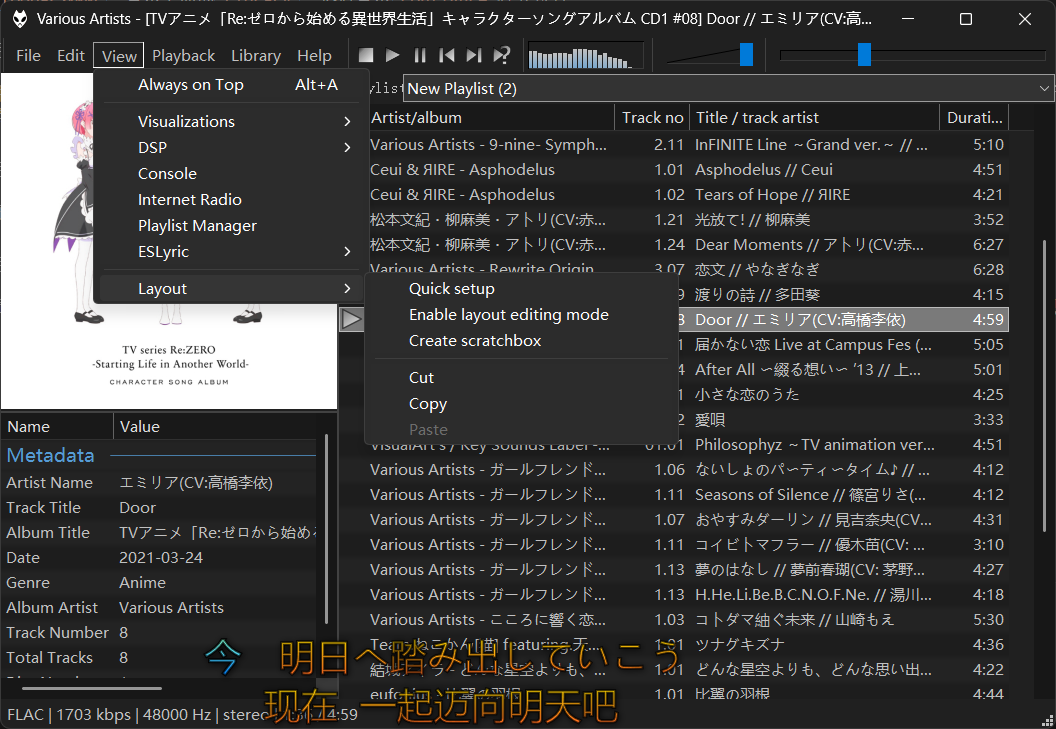 Various Artists - [TVアニメ「Re:ゼロから始める異世界生活」キャラクターソングアルバム CD1 #08] Door // エミリア(CV:高...
File Edit View Playback Library Help
Always on Top Alt+A
Visualizations
DSP
Console
Internet Radio
Playlist Manager
ESLyric
Layout
Quick setup
Enable layout editing mode
Create scratchbox
Cut
Copy
Paste
New Playlist (2)
Artist/album Track no Title / track artist Durati...
Various Artists - 9-nine- Symph... 2.11 InFINITE Line ～Grand ver.～ // ... 5:10
Ceui & ЯIRE - Asphodelus 1.01 Asphodelus // Ceui 4:51
Ceui & ЯIRE - Asphodelus 1.02 Tears of Hope // ЯIRE 4:21
松本文紀・柳麻美・アトリ(CV:赤... 1.21 光放て! // 柳麻美 3:52
松本文紀・柳麻美・アトリ(CV:赤... 1.24 Dear Moments // アトリ(CV:赤... 6:27
Various Artists - Rewrite Origin... 3.07 恋文 // やなぎなぎ 6:28
9 渡りの詩 // 多田葵 4:15
8 Door // エミリア(CV:高橋李依) 4:59
1 届かない恋 Live at Campus Fes (... 5:05
4 After All ～綴る想い～ '13 // 上... 5:01
1 小さな恋のうた 4:25
2 愛唄 3:33
VisualArt's / Key Sounds Label -... 01.01 Philosophyz ～TV animation ver... 4:51
Various Artists - ガールフレンド... 1.06 ないしょのパーティータイム♪ // ... 4:12
Various Artists - ガールフレンド... 1.11 Seasons of Silence // 篠宮りさ(... 4:12
Various Artists - ガールフレンド... 1.07 おやすみダーリン // 見吉奈央(CV... 4:31
Various Artists - ガールフレンド... 1.11 コイビトマフラー // 優木苗(CV: ... 3:10
Various Artists - ガールフレンド... 1.13 夢のはなし // 夢前春瑚(CV: 茅野... 4:27
Various Artists - ガールフレンド... 1.13 H.He.Li.Be.B.C.N.O.F.Ne. // 湯川... 4:18
Various Artists - こころに響く恋... 1.03 コトダマ紬ぐ未来 // 山崎もえ 5:30
1.01 ツナゲキズナ 4:36
どんな星空よりも、どんな思い出... 4:22
1.01 比翼の羽根 4:44
TV series Re:ZERO
-Starting Life in Another World-
CHARACTER SONG ALBUM
Name Value
Metadata
Artist Name エミリア(CV:高橋李依)
Track Title Door
Album Title TVアニメ「Re:ゼロから始め
Date 2021-03-24
Genre Anime
Album Artist Various Artists
Track Number 8
Total Tracks 8
今 明日へ踏み出していこう
现在 一起迈向明天吧
FLAC | 1703 kbps | 48000 Hz | stereo 4:59